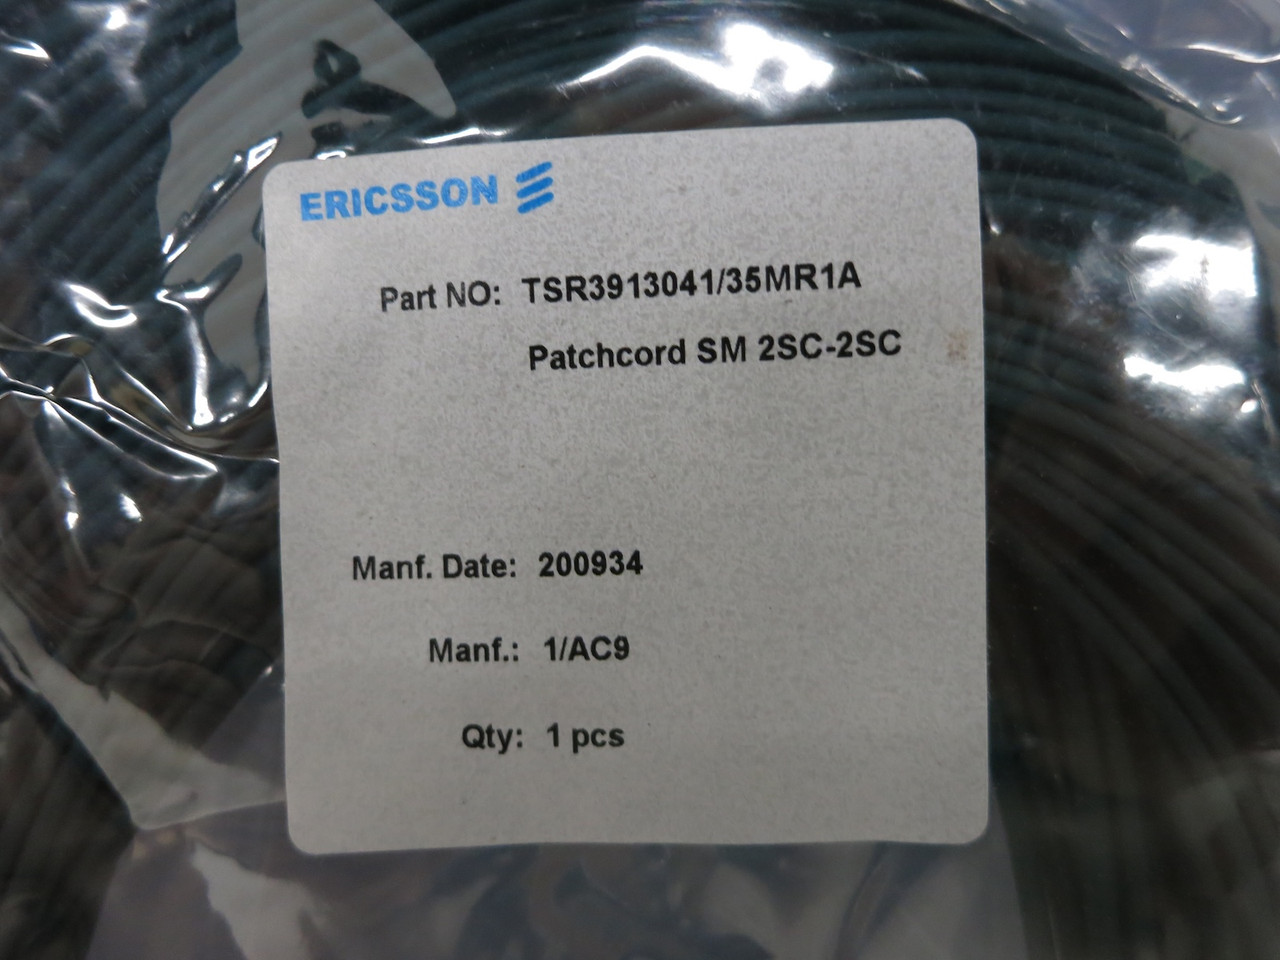 ERICSSON
Part NO: TSR3913041/35MR1A
Patchcord SM 2SC-2SC
Manf. Date: 200934
Manf.: 1/AC9
Qty: 1 pcs